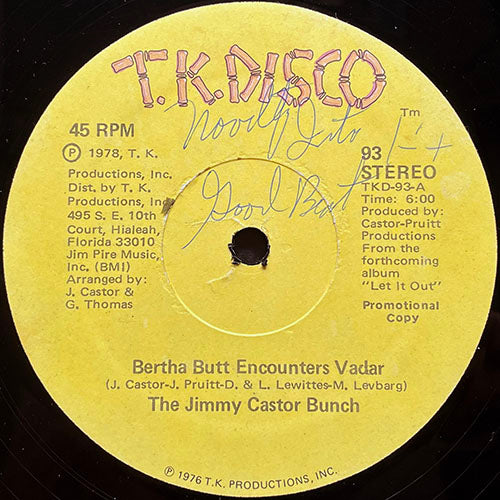 T.K.DISCO
Tm
45 RPM
℗ 1978, T. K.
Productions, Inc.
Dist. by T. K.
Productions, Inc
495 S. E. 10th
Court, Hialeah,
Florida 33010
Jim Pire Music,
Inc. (BMI)
Arranged by:
J. Castor &
G. Thomas
93
STEREO
TKD-93-A
Time: 6:00
Produced by:
Castor-Pruitt
Productions
From the
forthcoming
album
"Let It Out"
Promotional
Copy
Good Beat
Bertha Butt Encounters Vadar
(J. Castor-J. Pruitt-D. & L. Lewittes-M. Levbarg)
The Jimmy Castor Bunch
℗ 1976 T.K. PRODUCTIONS, INC.